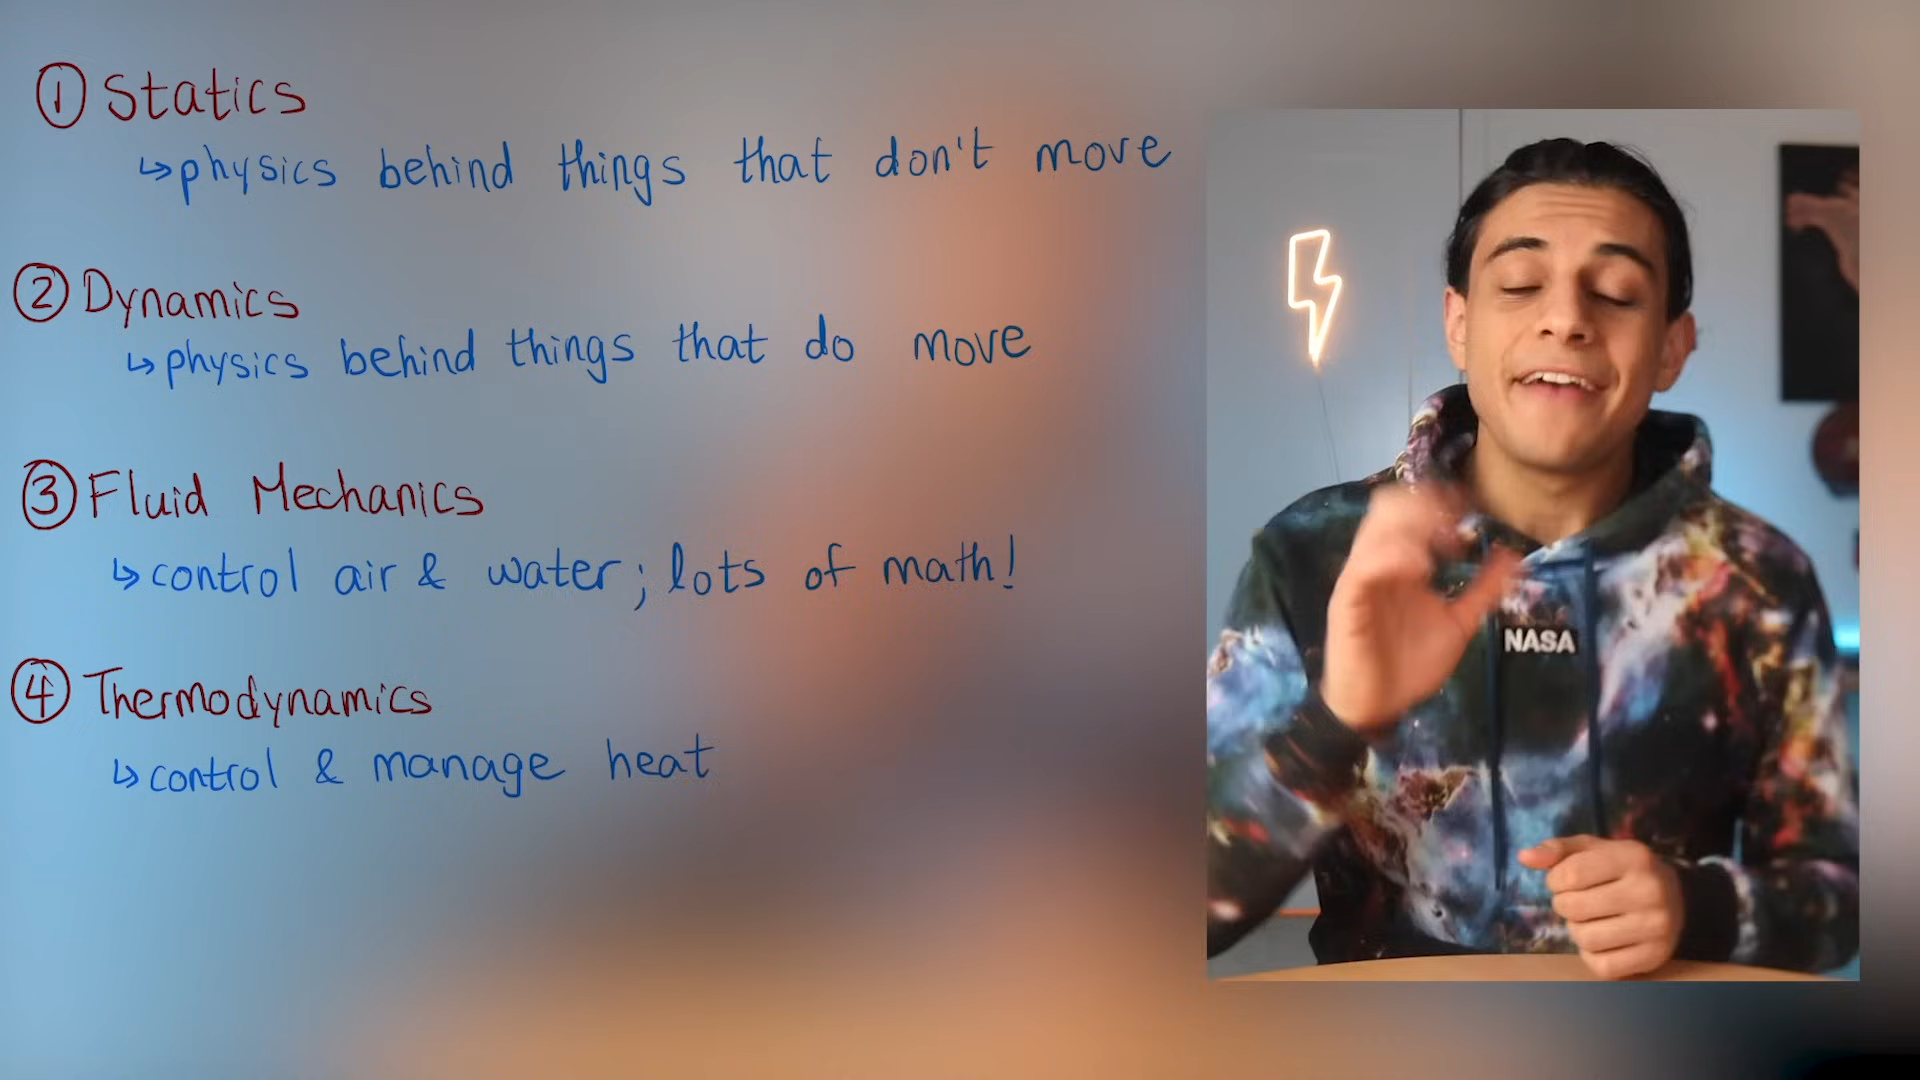 ① Statics
↳ physics behind things that don't move
② Dynamics
↳ physics behind things that do move
③ Fluid Mechanics
↳ control air & water; lots of math!
④ Thermodynamics
↳ control & manage heat
NASA